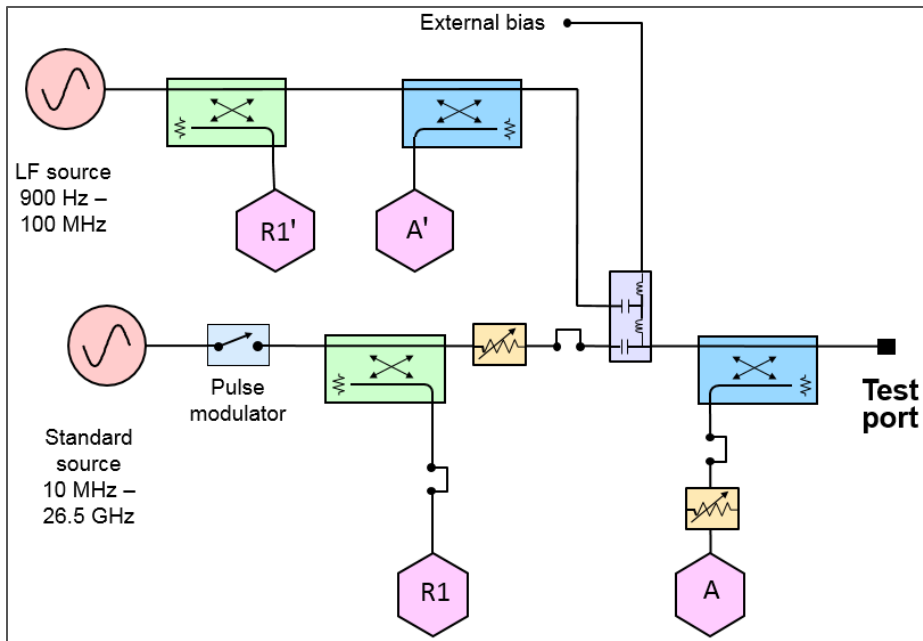 External bias
LF source
900 Hz –
100 MHz
R1'
A'
Pulse
modulator
Test
port
Standard
source
10 MHz –
26.5 GHz
R1
A